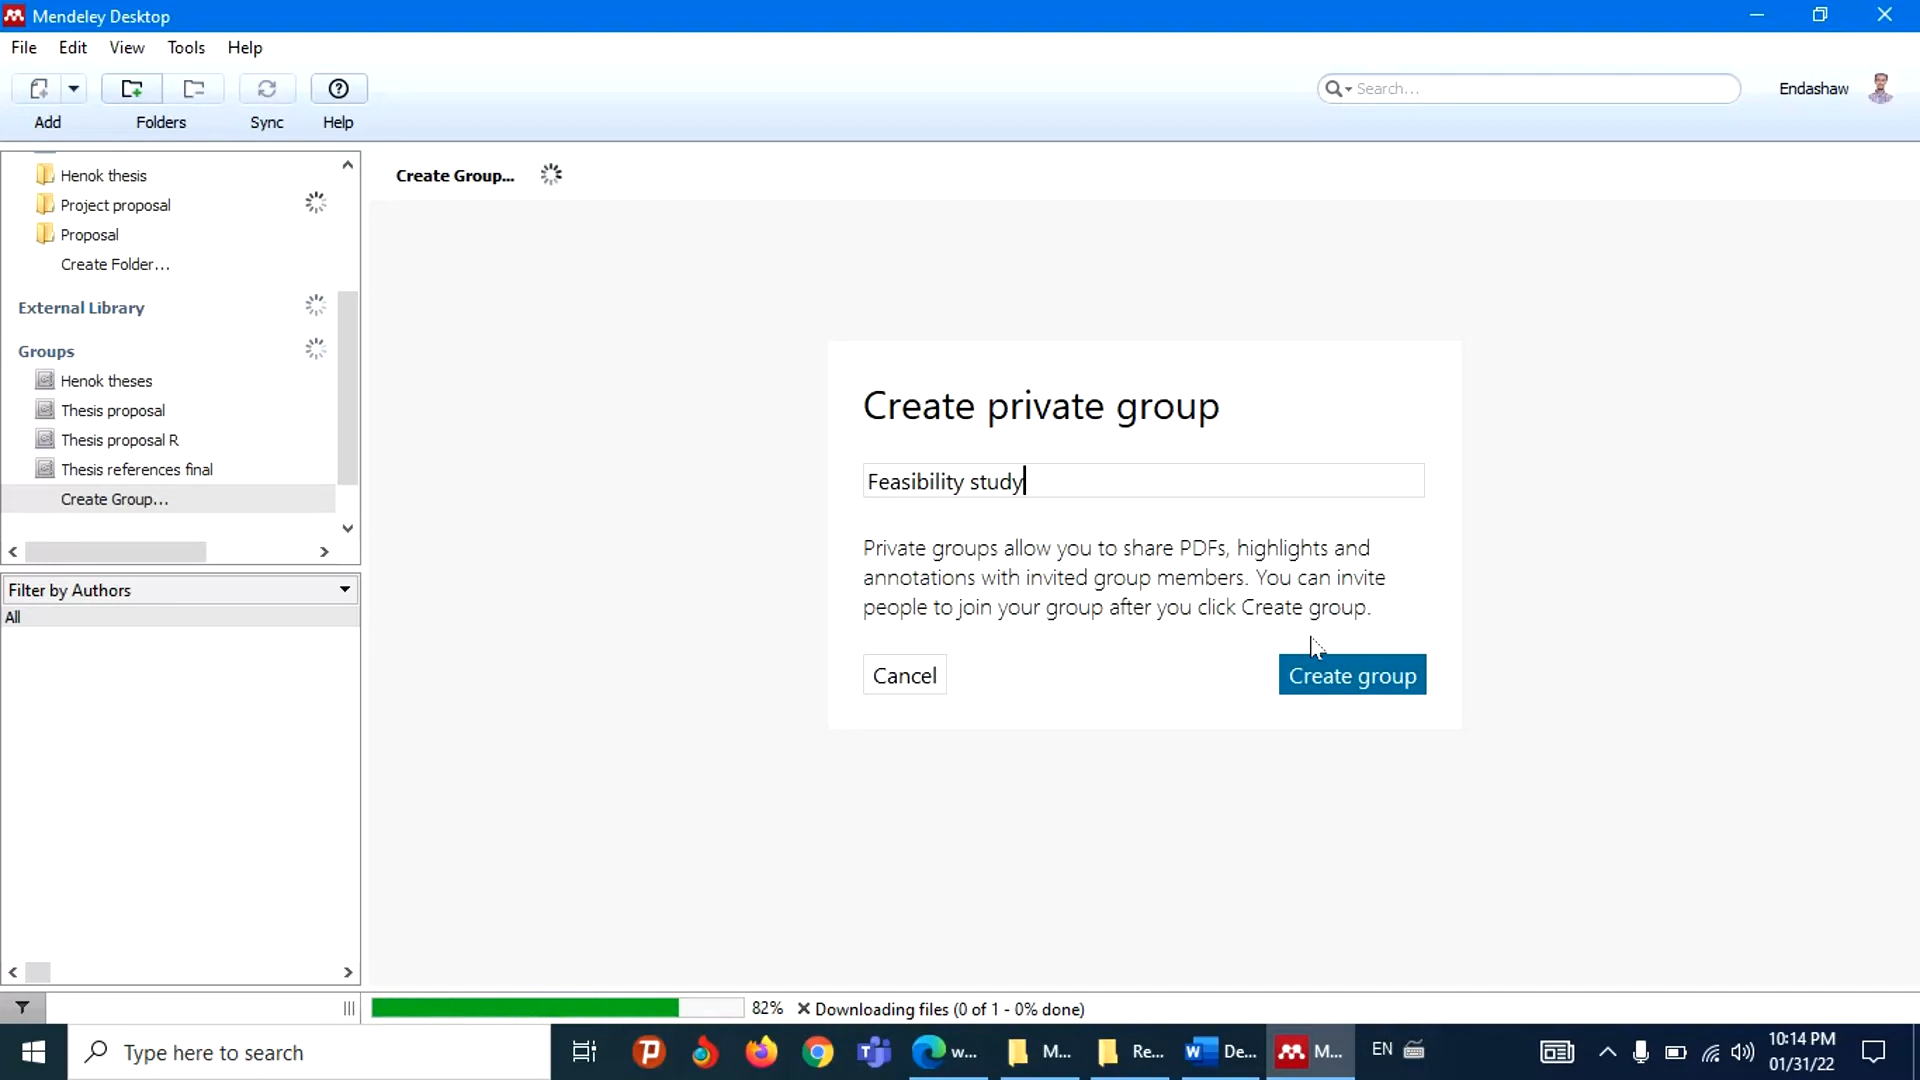 Mendeley Desktop
File Edit View Tools Help
Search...
Endashaw
Add Folders Sync Help
Henok thesis
Project proposal
Proposal
Create Folder...
External Library
Groups
Henok theses
Thesis proposal
Thesis proposal R
Thesis references final
Create Group...
Filter by Authors
All
Create Group...
Create private group
Feasibility study
Private groups allow you to share PDFs, highlights and
annotations with invited group members. You can invite
people to join your group after you click Create group.
Cancel
Create group
82% Downloading files (0 of 1 - 0% done)
Type here to search
w...
M...
Re...
De...
M...
EN
10:14 PM
01/31/22